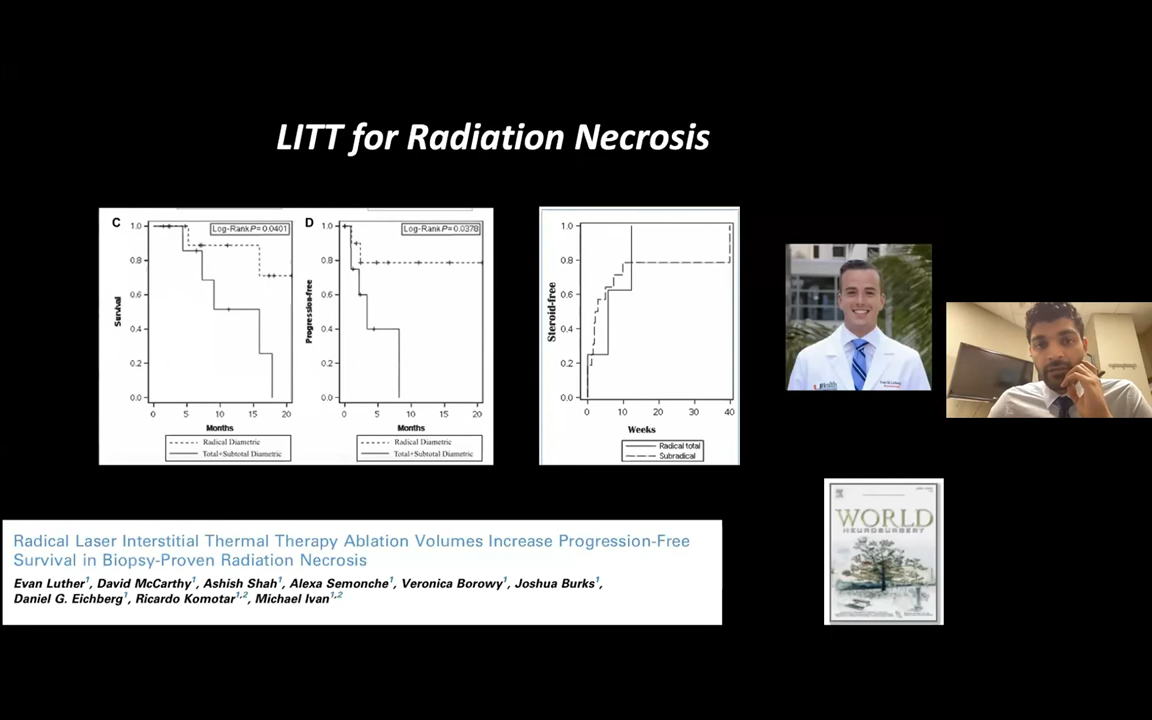 LITT for Radiation Necrosis
C
Log-Rank P= 0.0401
1.0
0.8
0.6
0.4
0.2
0.0
Survival
0 5 10 15 20
Months
Radical Diametric
Total+Subtotal Diametric
D
Log-Rank P= 0.0378
1.0
0.8
0.6
0.4
0.2
0.0
Progression-free
0 5 10 15 20
Months
Radical Diametric
Total+Subtotal Diametric
1.0
0.8
0.6
0.4
0.2
0.0
Steroid-free
0 10 20 30 40
Weeks
Radical total
Subradical
UHealth
WORLD
NEUROSURGERY
Radical Laser Interstitial Thermal Therapy Ablation Volumes Increase Progression-Free
Survival in Biopsy-Proven Radiation Necrosis
Evan Luther1, David McCarthy1, Ashish Shah1, Alexa Semonche1, Veronica Borowy1, Joshua Burks1,
Daniel G. Eichberg1, Ricardo Komotar1,2, Michael Ivan1,2